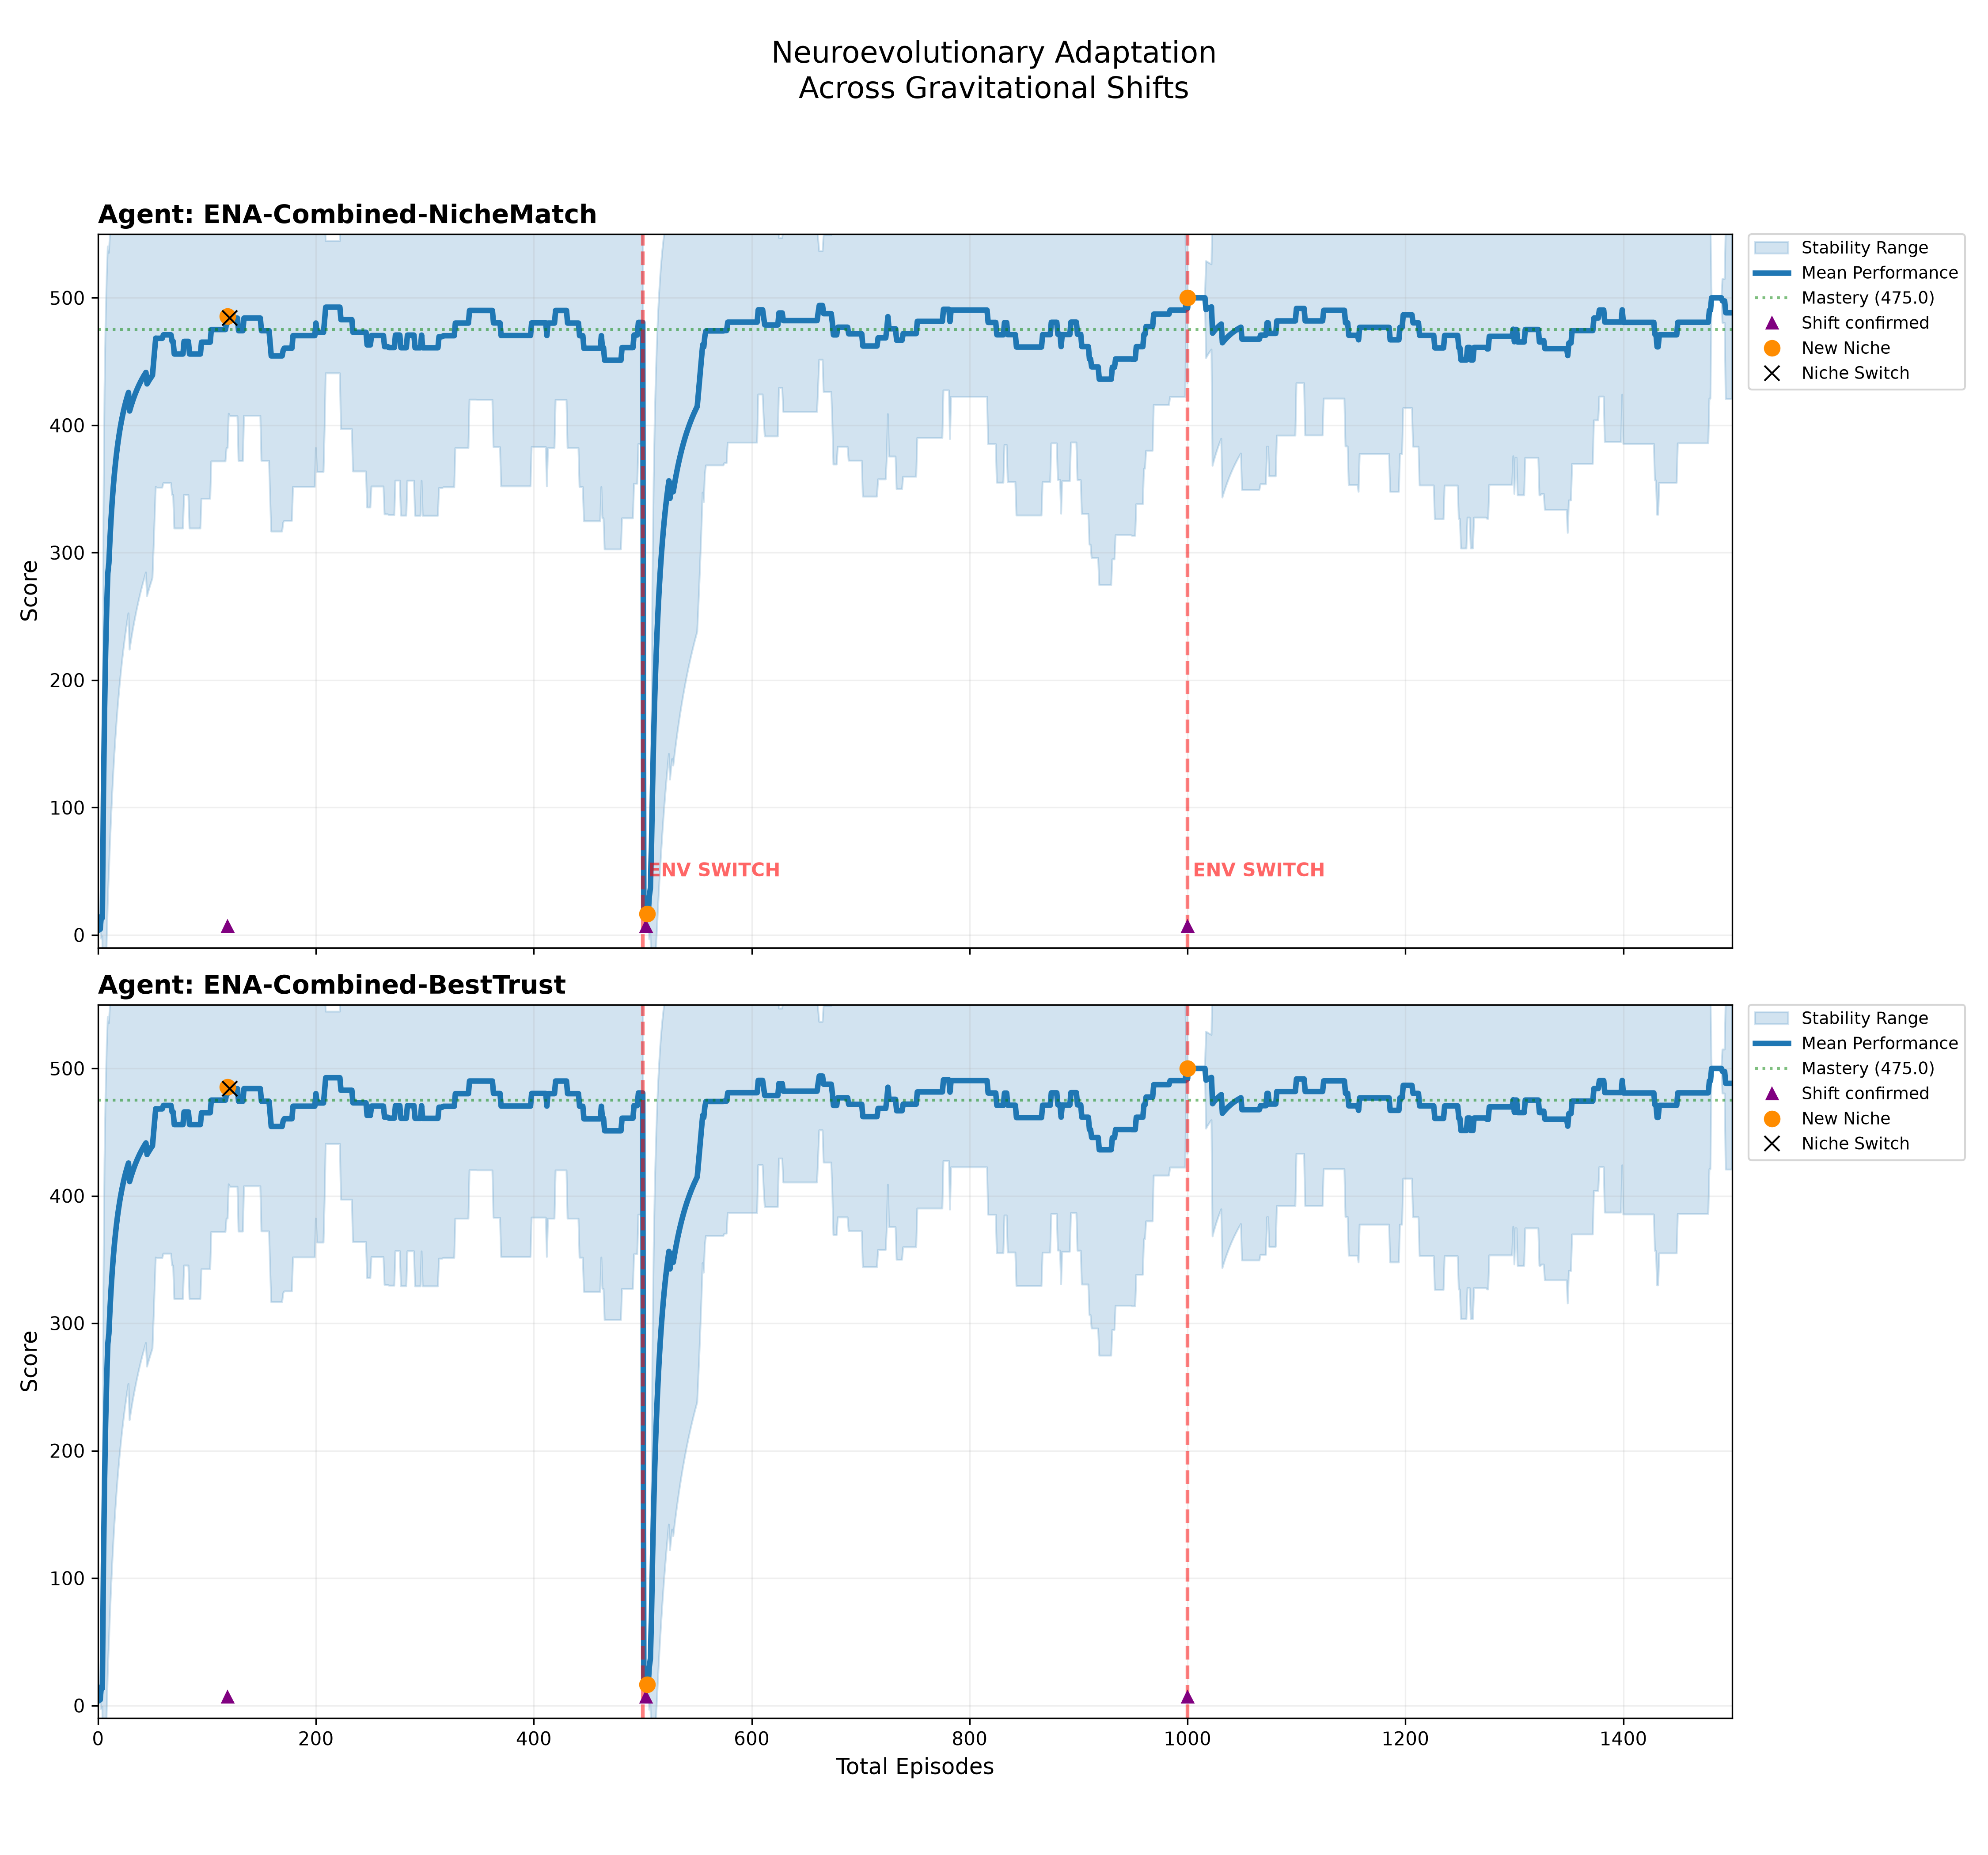 Neuroevolutionary Adaptation
Across Gravitational Shifts
Agent: ENA-Combined-NicheMatch
500
400
300
200
100
0
Score
ENV SWITCH
ENV SWITCH
Stability Range
Mean Performance
Mastery (475.0)
Shift confirmed
New Niche
Niche Switch
Agent: ENA-Combined-BestTrust
500
400
300
200
100
0
Score
Stability Range
Mean Performance
Mastery (475.0)
Shift confirmed
New Niche
Niche Switch
0 200 400 600 800 1000 1200 1400
Total Episodes